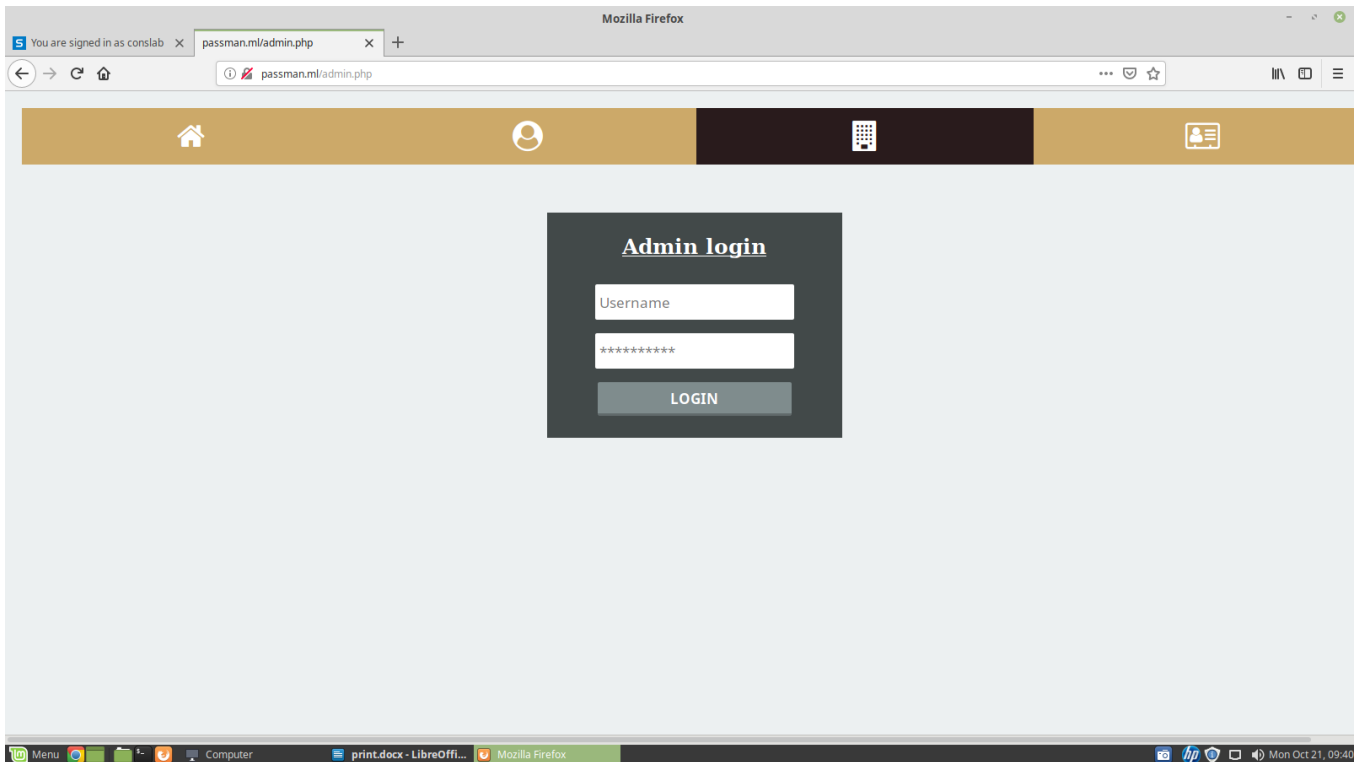 Mozilla Firefox
S You are signed in as conslab
passman.ml/admin.php
passman.ml/admin.php
Admin login
Username
**********
LOGIN
Menu
Computer
print.docx - LibreOffi...
Mozilla Firefox
hp
Mon Oct 21, 09:40